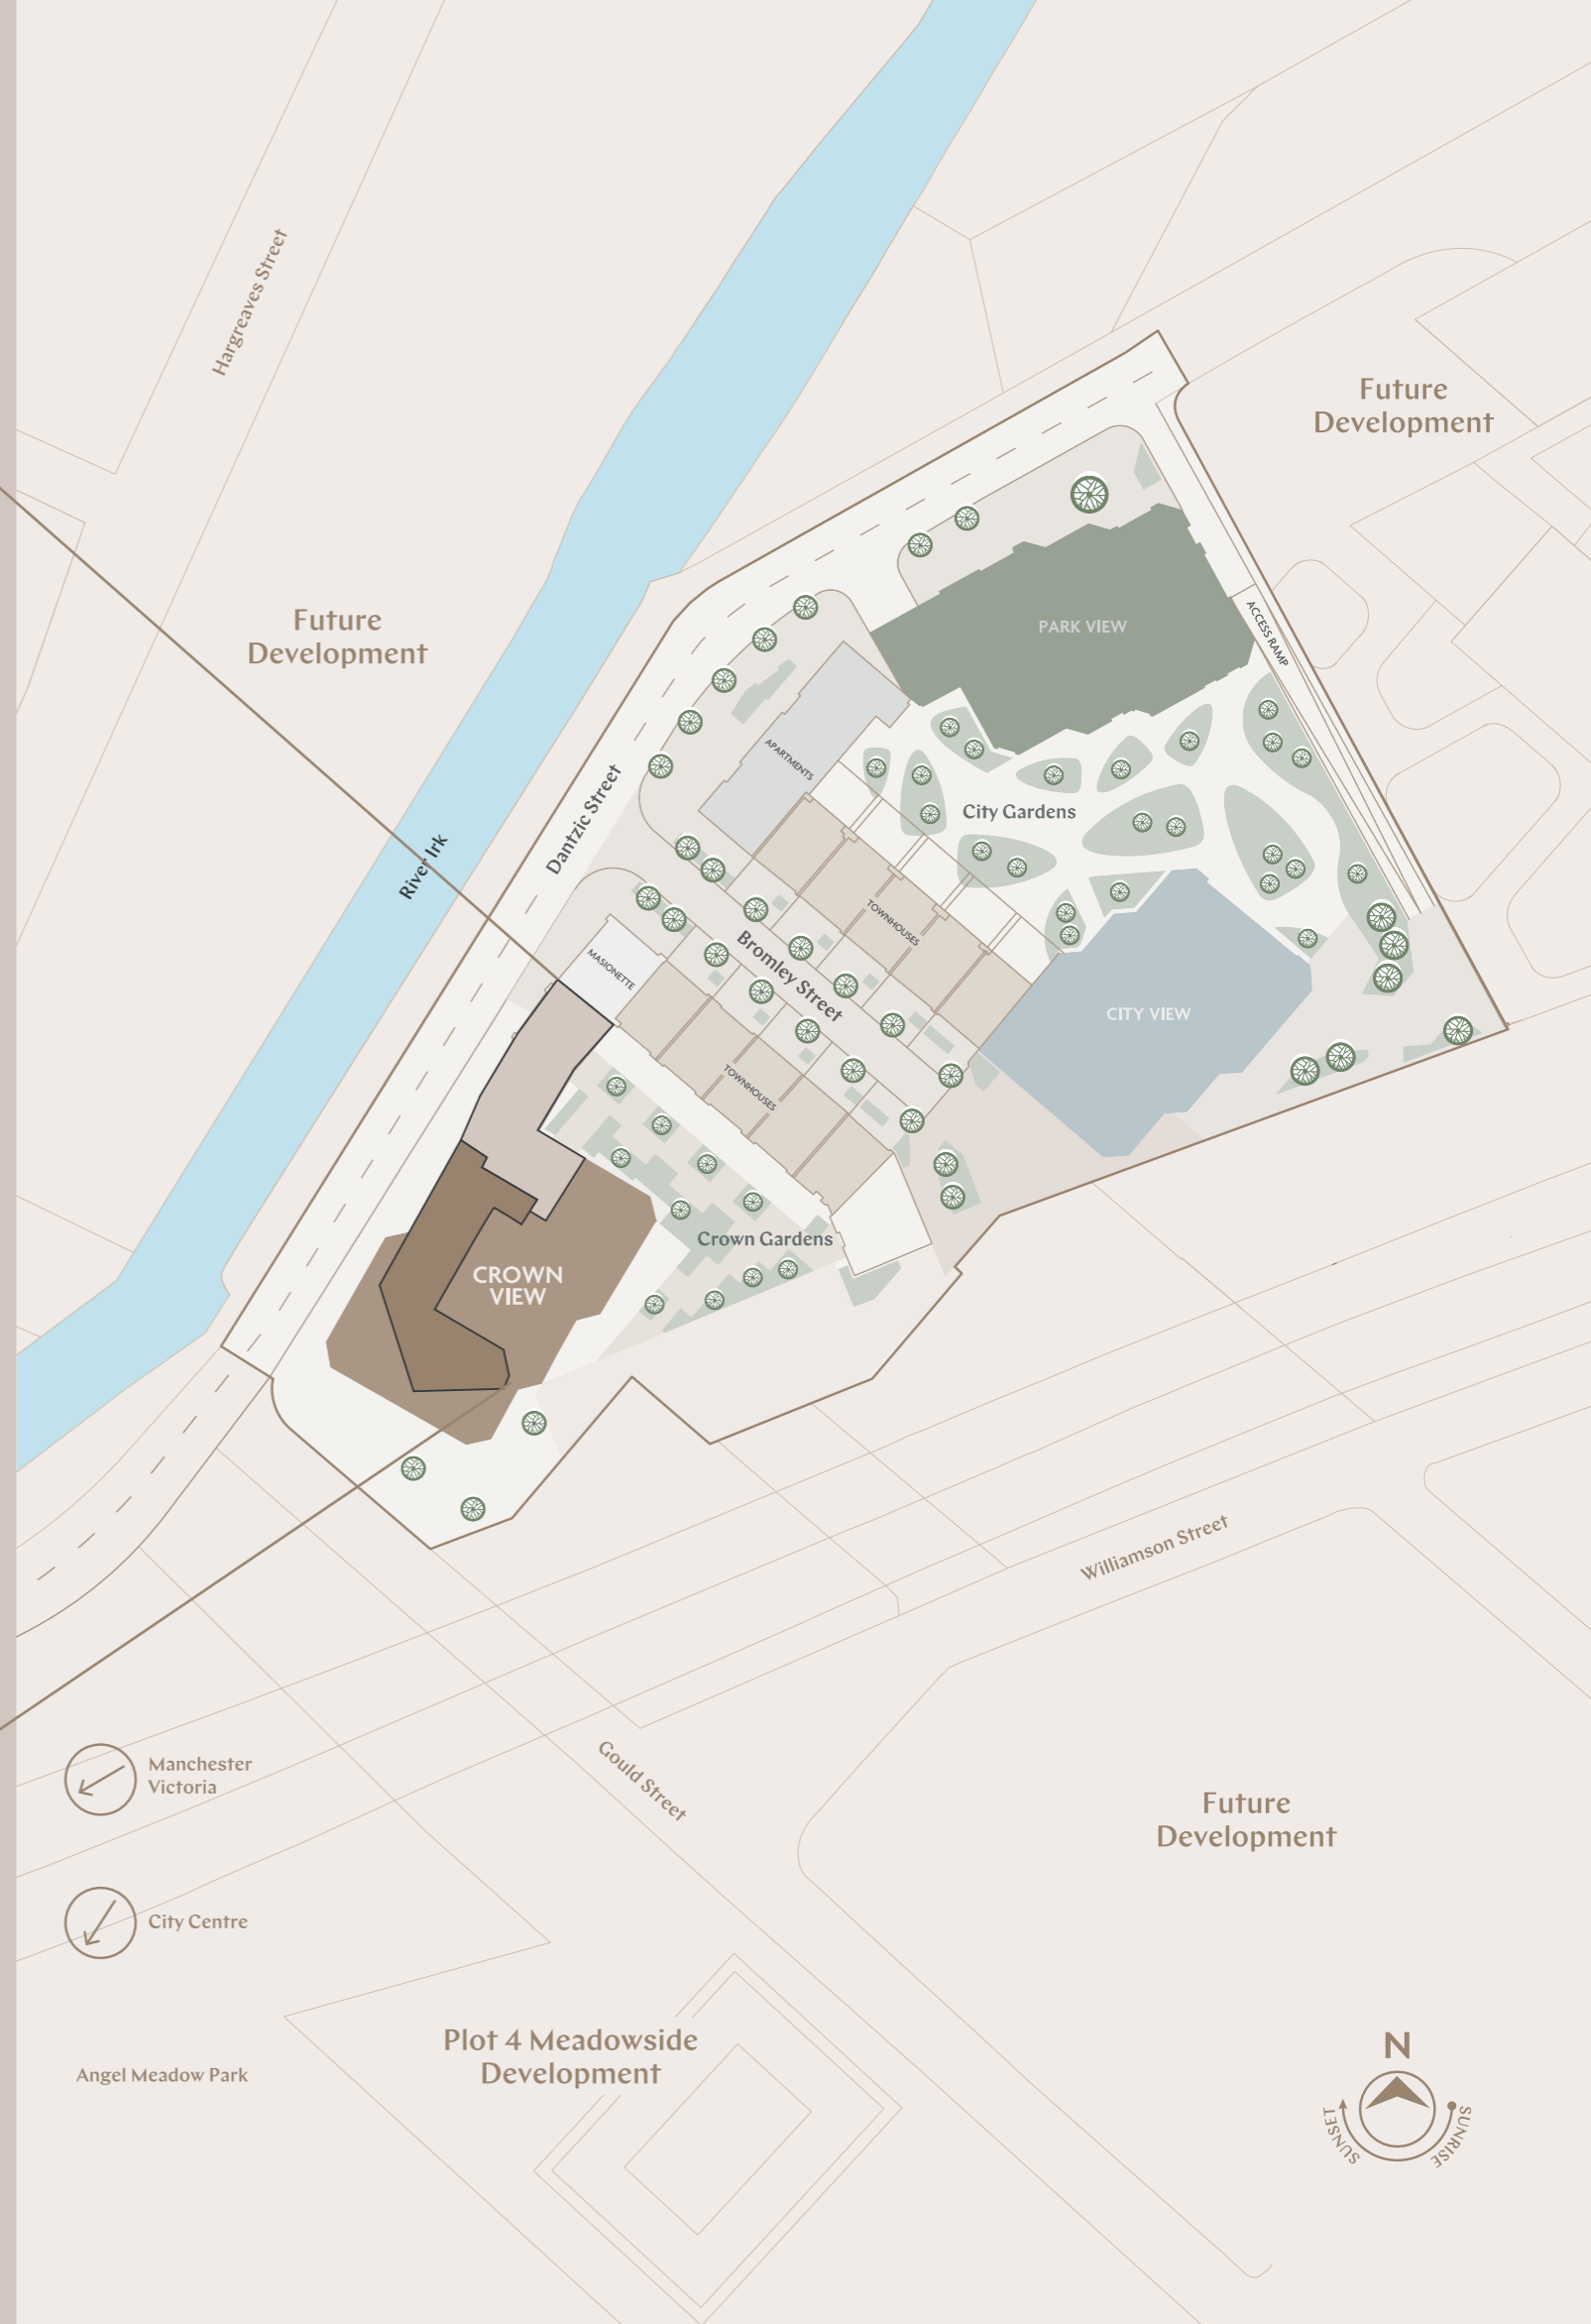 Hargreaves Street
Future
Development
Future
Development
PARK VIEW
ACCESS RAMP
APARTMENTS
Dantzic Street
City Gardens
River Irk
TOWNHOUSES
Bromley Street
MASIONETTE
CITY VIEW
TOWNHOUSES
Crown Gardens
CROWN
VIEW
Williamson Street
Manchester
Victoria
Gould Street
Future
Development
City Centre
Plot 4 Meadowside
Development
Angel Meadow Park
N
SUNSET
SUNRISE